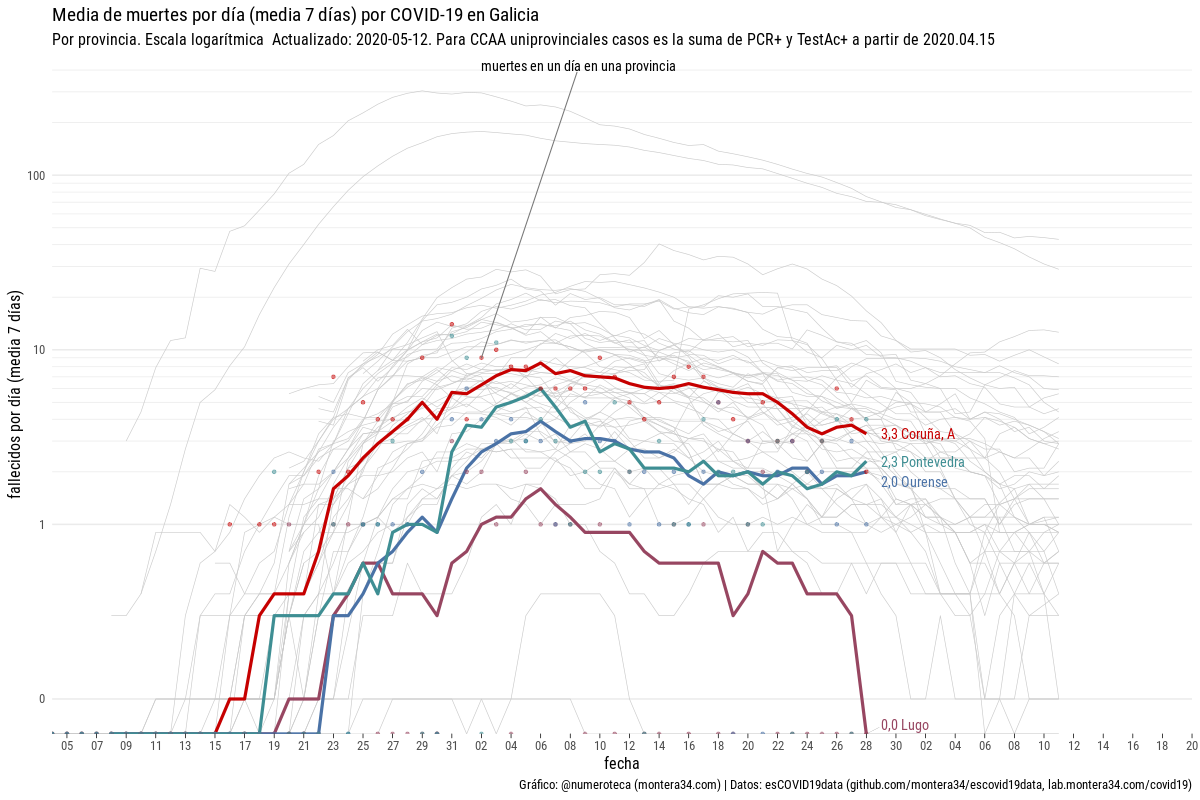 Media de muertes por día (media 7 días) por COVID-19 en Galicia
Por provincia. Escala logarítmica  Actualizado: 2020-05-12. Para CCAA uniprovinciales casos es la suma de PCR+ y TestAc+ a partir de 2020.04.15
muertes en un día en una provincia
fallecidos por día (media  7 días)
100
10
1
0
3,3 Coruña, A
2,3 Pontevedra
2,0 Ourense
0,0 Lugo
05 07 09 11 13 15 17 19 21 23 25 27 29 31 02 04 06 08 10 12 14 16 18 20 22 24 26 28 30 02 04 06 08 10 12 14 16 18 20
fecha
Gráfico: @numeroteca (montera34.com) | Datos: esCOVID19data (github.com/montera34/escovid19data, lab.montera34.com/covid19)